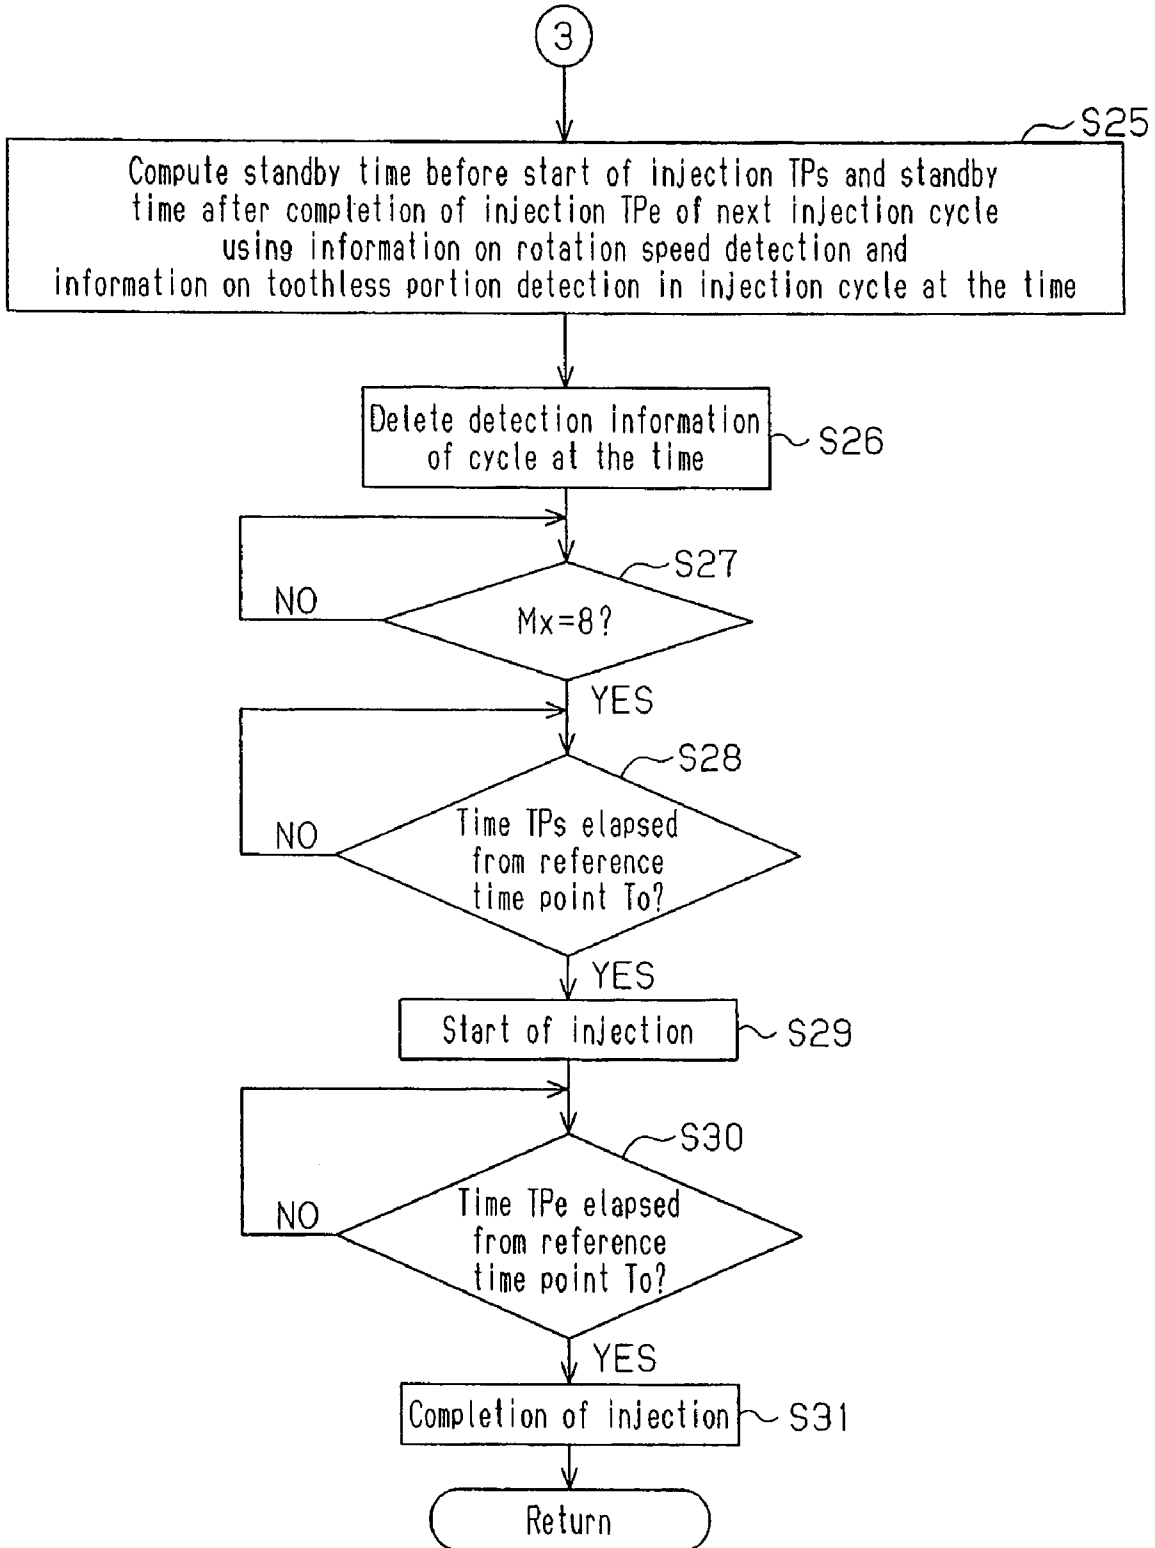 3
S25
Compute standby time before start of injection TPs and standby
time after completion of injection TPe of next injection cycle
using information on rotation speed detection and
information on toothless portion detection in injection cycle at the time
Delete detection information
of cycle at the time
S26
S27
NO
Mx=8?
YES
S28
NO
Time TPs elapsed
from reference
time point To?
YES
Start of injection
S29
S30
NO
Time TPe elapsed
from reference
time point To?
YES
Completion of injection
S31
Return